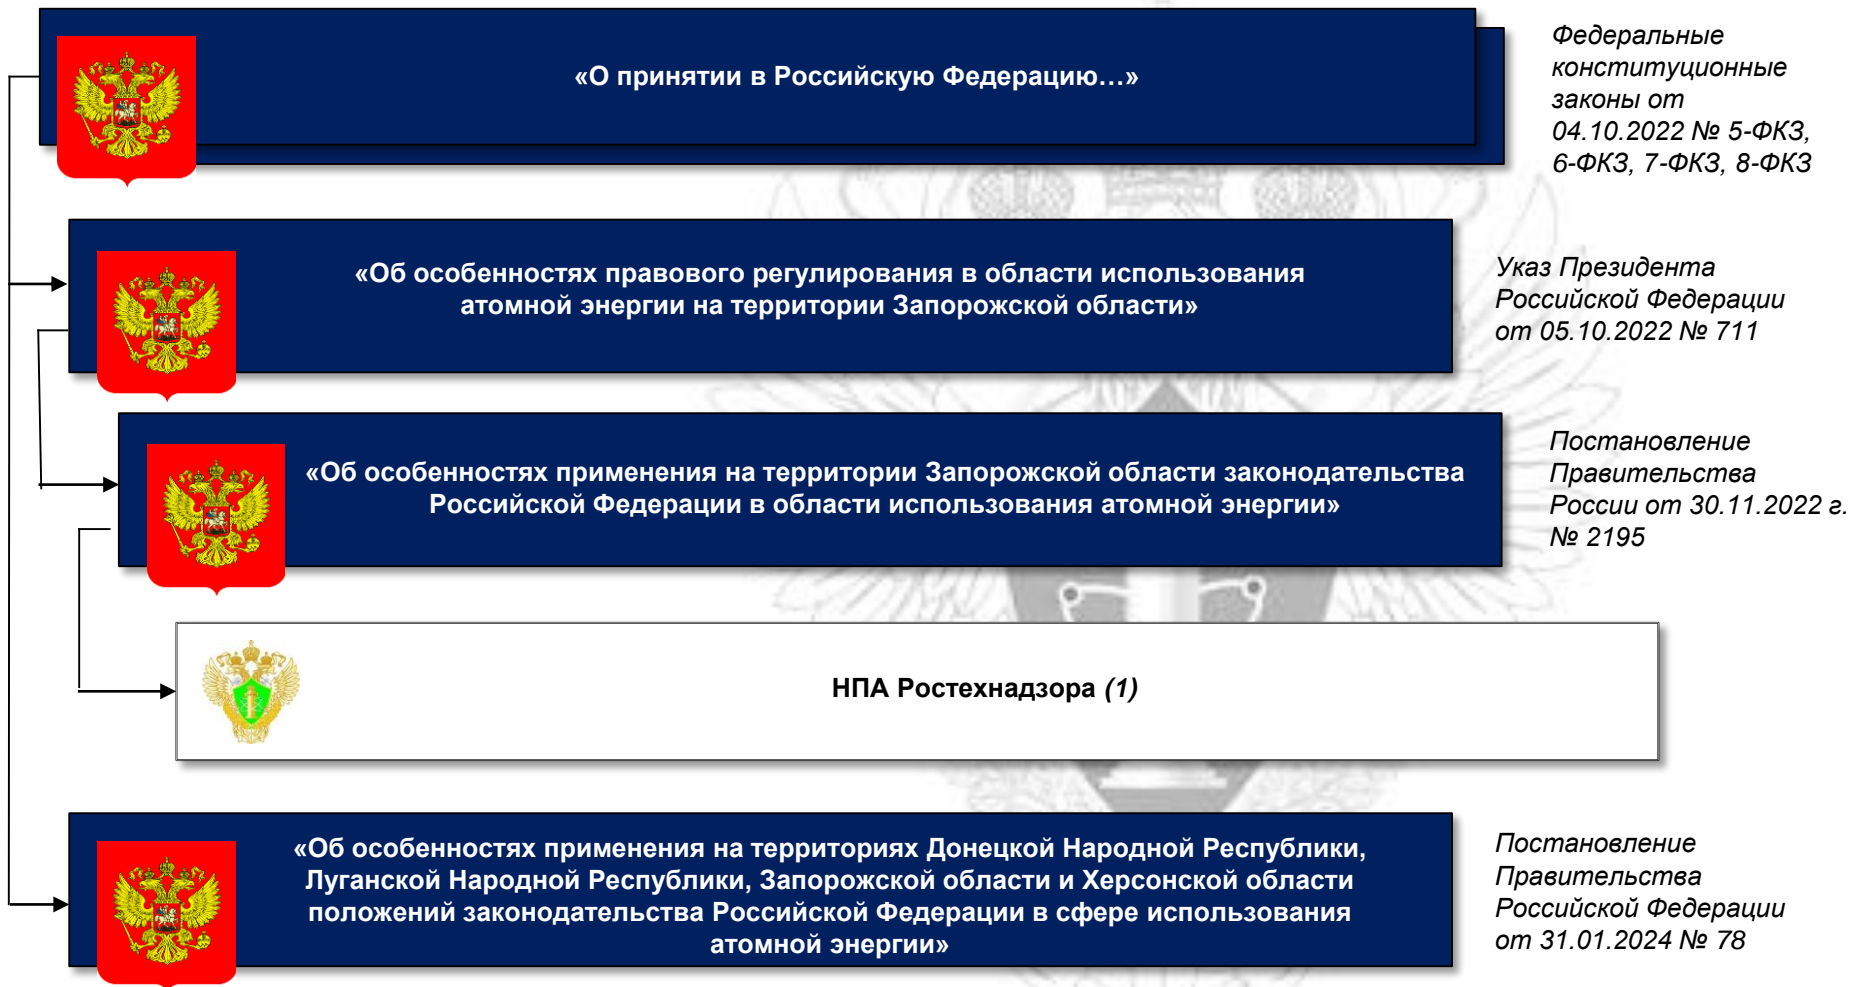 «О принятии в Российскую Федерацию…»
Федеральные
конституционные
законы от
04.10.2022 № 5-ФКЗ,
6-ФКЗ, 7-ФКЗ, 8-ФКЗ
«Об особенностях правового регулирования в области использования
атомной энергии на территории Запорожской области»
Указ Президента
Российской Федерации
от 05.10.2022 № 711
«Об особенностях применения на территории Запорожской области законодательства
Российской Федерации в области использования атомной энергии»
Постановление
Правительства
России от 30.11.2022 г.
№ 2195
НПА Ростехнадзора (1)
«Об особенностях применения на территориях Донецкой Народной Республики,
Луганской Народной Республики, Запорожской области и Херсонской области
положений законодательства Российской Федерации в сфере использования
атомной энергии»
Постановление
Правительства
Российской Федерации
от 31.01.2024 № 78